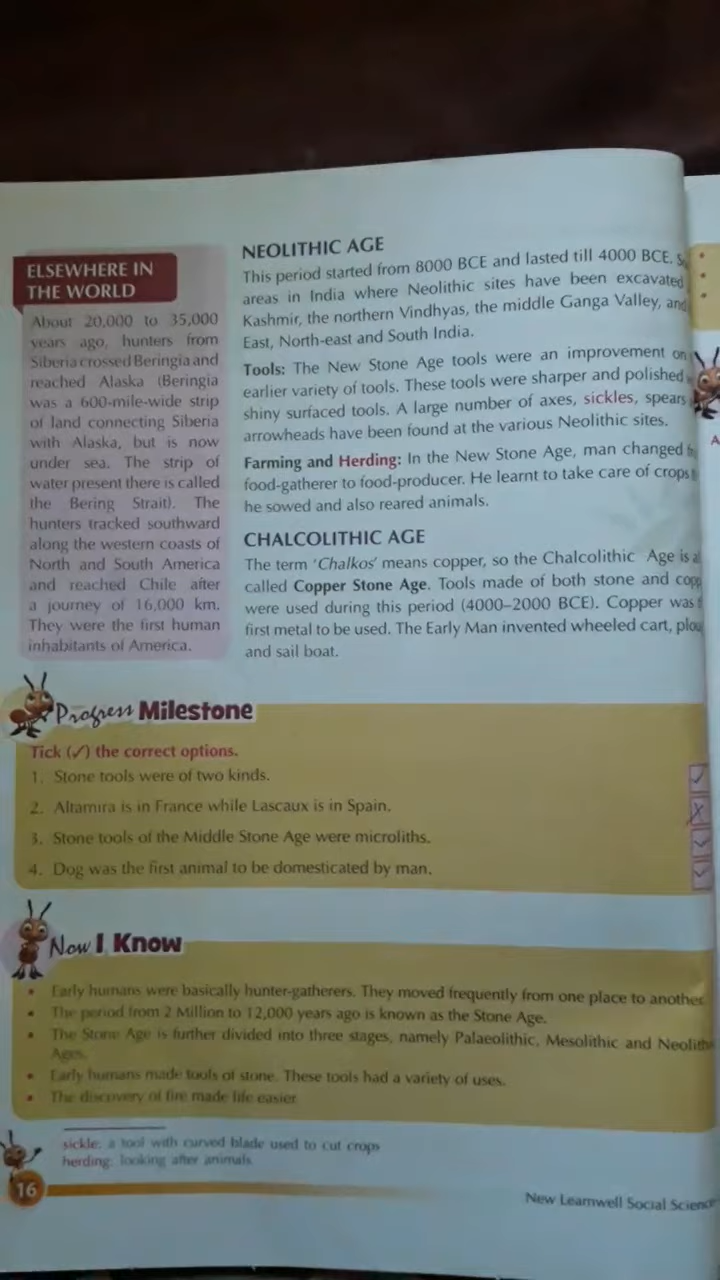 ELSEWHERE IN
THE WORLD
About 20,000 to 35,000
years ago, hunters from
Siberia crossed Beringia and
reached Alaska (Beringia
was a 600-mile-wide strip
of land connecting Siberia
with Alaska, but is now
under sea. The strip of
water present there is called
the Bering Strait). The
hunters tracked southward
along the western coasts of
North and South America
and reached Chile after
a journey of 16,000 km.
They were the first human
inhabitants of America.
NEOLITHIC AGE
This period started from 8000 BCE and lasted till 4000 BCE.
areas in India where Neolithic sites have been excavated
Kashmir, the northern Vindhyas, the middle Ganga Valley, and
East, North-east and South India.
Tools: The New Stone Age tools were an improvement on
earlier variety of tools. These tools were sharper and polished
shiny surfaced tools. A large number of axes, sickles, spears
arrowheads have been found at the various Neolithic sites.
Farming and Herding: In the New Stone Age, man changed
food-gatherer to food-producer. He learnt to take care of crops
he sowed and also reared animals.
CHALCOLITHIC AGE
The term 'Chalkos' means copper, so the Chalcolithic Age is
called Copper Stone Age. Tools made of both stone and
were used during this period (4000–2000 BCE). Copper was
first metal to be used. The Early Man invented wheeled cart,
and sail boat.
Progress Milestone
Tick (✓) the correct options.
1. Stone tools were of two kinds. ✓
2. Altamira is in France while Lascaux is in Spain. X
3. Stone tools of the Middle Stone Age were microliths. ✓
4. Dog was the first animal to be domesticated by man. ✓
Now I Know
• Early humans were basically hunter-gatherers. They moved frequently from one place to another
• The period from 2 Million to 12,000 years ago is known as the Stone Age.
• The Stone Age is further divided into three stages, namely Palaeolithic, Mesolithic and
Ages.
• Early humans made tools of stone. These tools had a variety of uses.
• The discovery of fire made life easier
sickle: a tool with curved blade used to cut crops
herding: looking after animals
16
New Learnwell Social